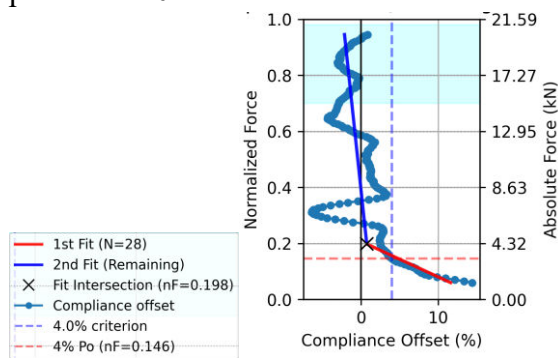 1.0
0.8
0.6
0.4
0.2
0.0
Normalized Force
21.59
17.27
12.95
8.63
4.32
0.00
Absolute Force (kN)
0
10
Compliance Offset (%)
1st Fit (N=28)
2nd Fit (Remaining)
Fit Intersection (nF=0.198)
Compliance offset
4.0% criterion
4% Po (nF=0.146)